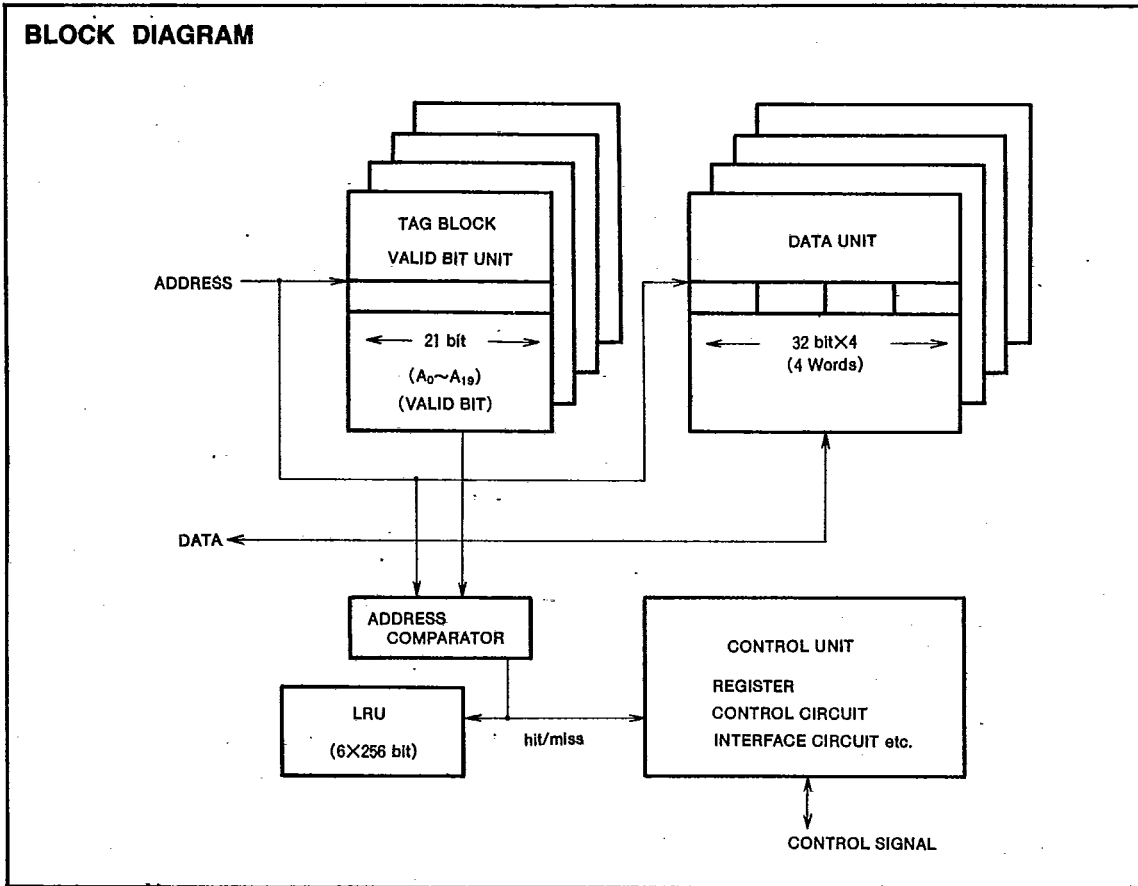 BLOCK DIAGRAM
TAG BLOCK
VALID BIT UNIT
DATA UNIT
ADDRESS
21 bit
(A₀~A₁₉)
(VALID BIT)
32 bit×4
(4 Words)
DATA
ADDRESS
COMPARATOR
LRU
(6×256 bit)
hit/miss
CONTROL UNIT
REGISTER
CONTROL CIRCUIT
INTERFACE CIRCUIT etc.
CONTROL SIGNAL